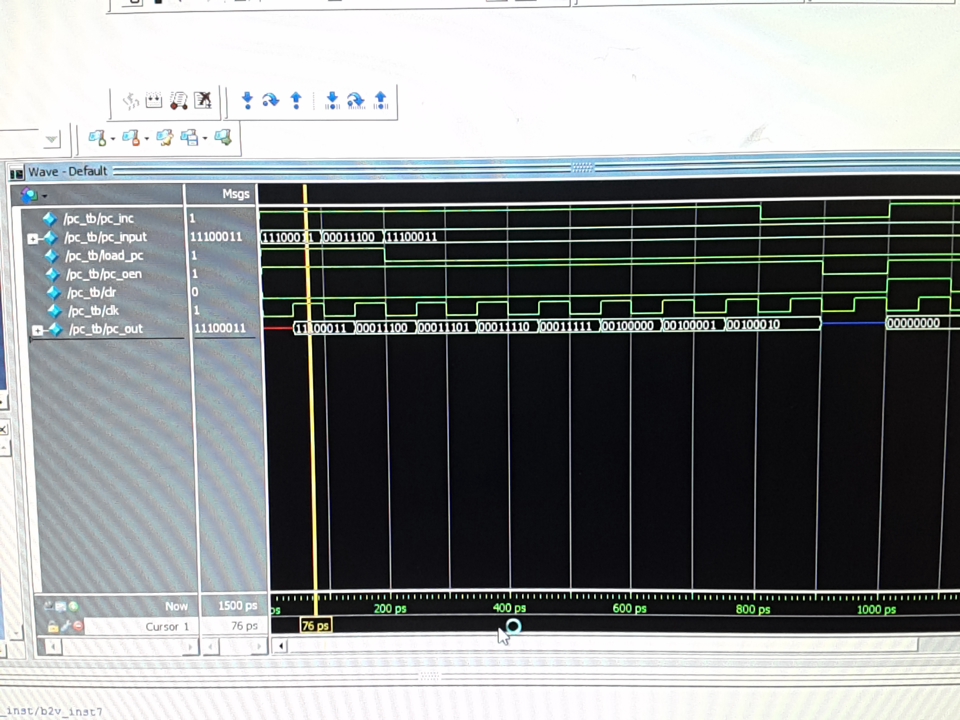 inst/b2v_inst7
Wave - Default
Msgs
/pc_tb/pc_inc 1
/pc_tb/pc_input 11100011 00011100 11100011
/pc_tb/load_pc 1
/pc_tb/pc_oen 1
/pc_tb/clr 0
/pc_tb/clk 1
/pc_tb/pc_out 11100011 11100011 00011100 00011101 00011110 00011111 00100000 00100001 00100010 00000000
Now 1500 ps ps 200 ps 400 ps 600 ps 800 ps 1000 ps
Cursor 1 76 ps 76 ps